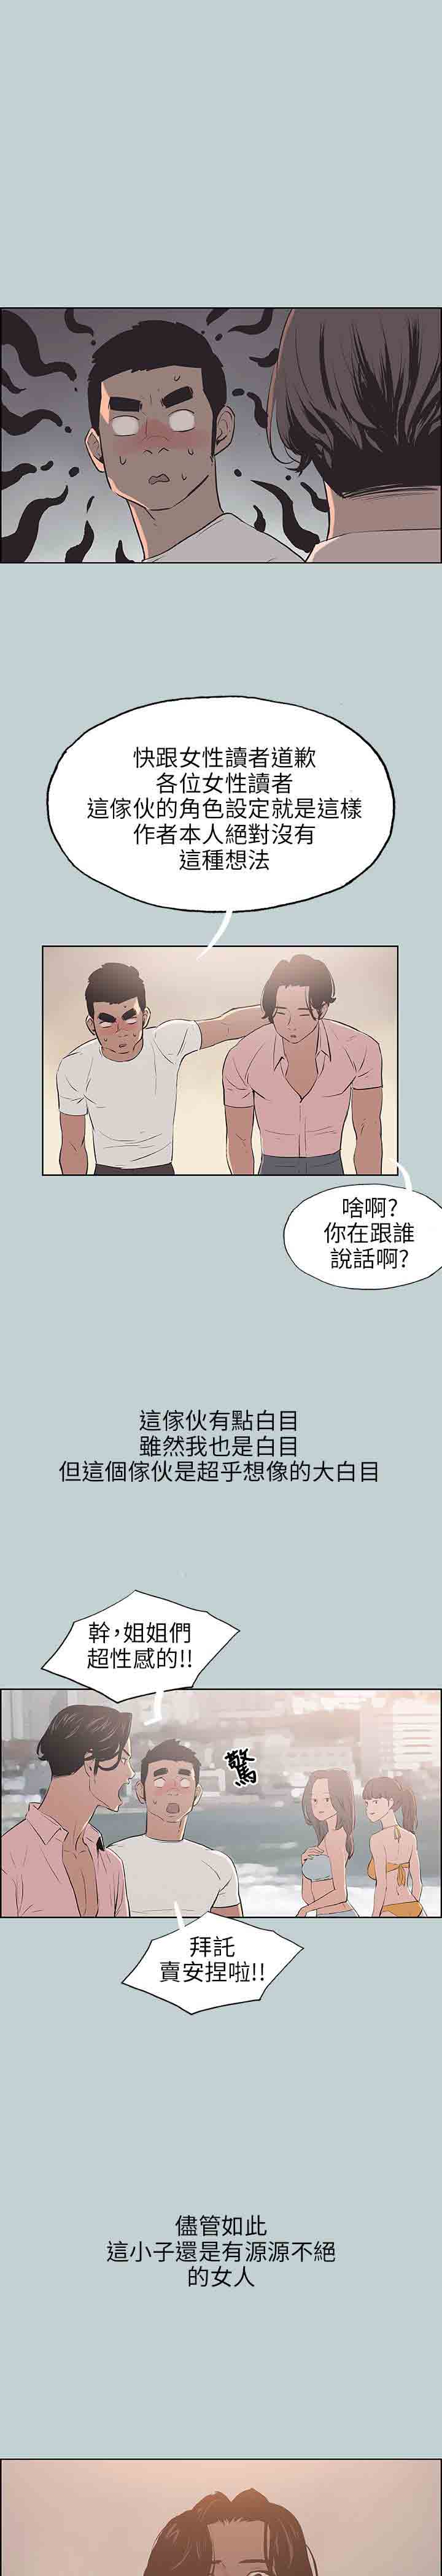 快跟女性讀者道歉
各位女性讀者
這傢伙的角色設定就是這樣
作者本人絕對沒有
這種想法
啥啊?
你在跟誰
說話啊?
這傢伙有點白目
雖然我也是白目
但這個傢伙是超乎想像的大白目
幹,姐姐們
超性感的!!
驚
拜託
賣安捏啦!!
儘管如此
這小子還是有源源不絕
的女人